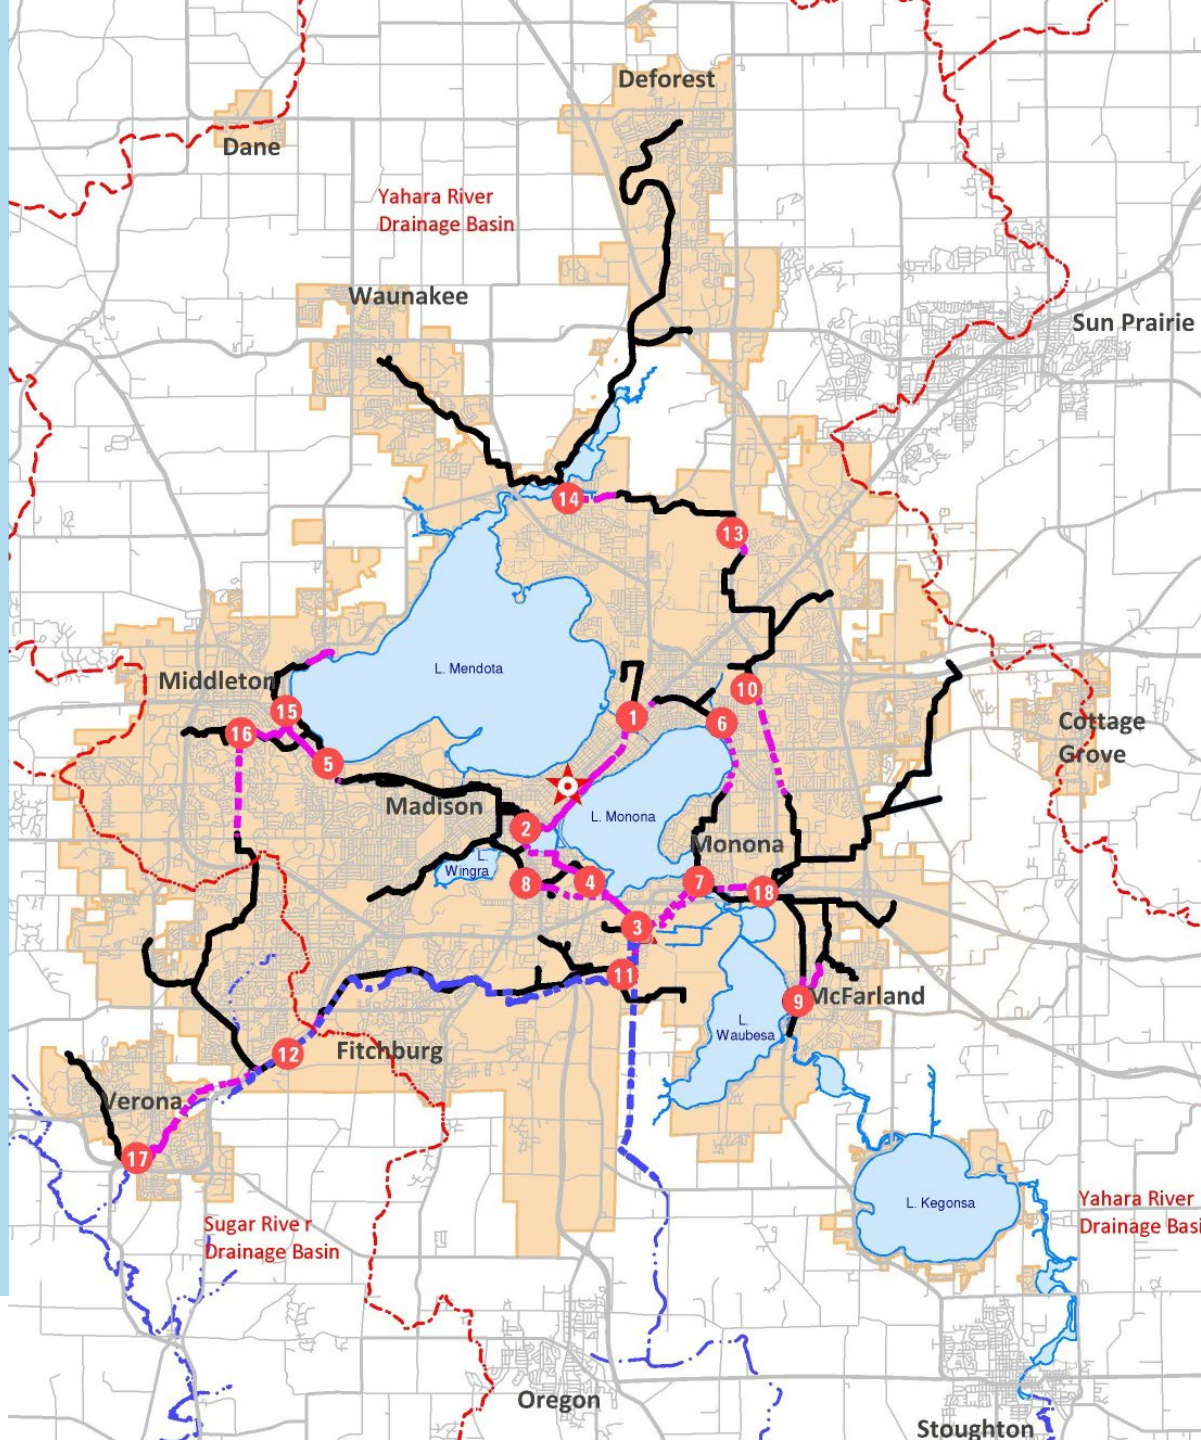 Deforest
Dane
Yahara River
Drainage Basin
Waunakee
Sun Prairie
14
13
L. Mendota
Middleton
15
10
16
1
6
Cottage
Grove
5
Madison
L. Monona
2
Monona
L.
Wingra
8
4
7
18
3
11
9
McFarland
L.
Waubesa
12
Fitchburg
Verona
17
L. Kegonsa
Sugar Rive r
Drainage Basin
Yahara River
Drainage Basi
Oregon
Stoughton